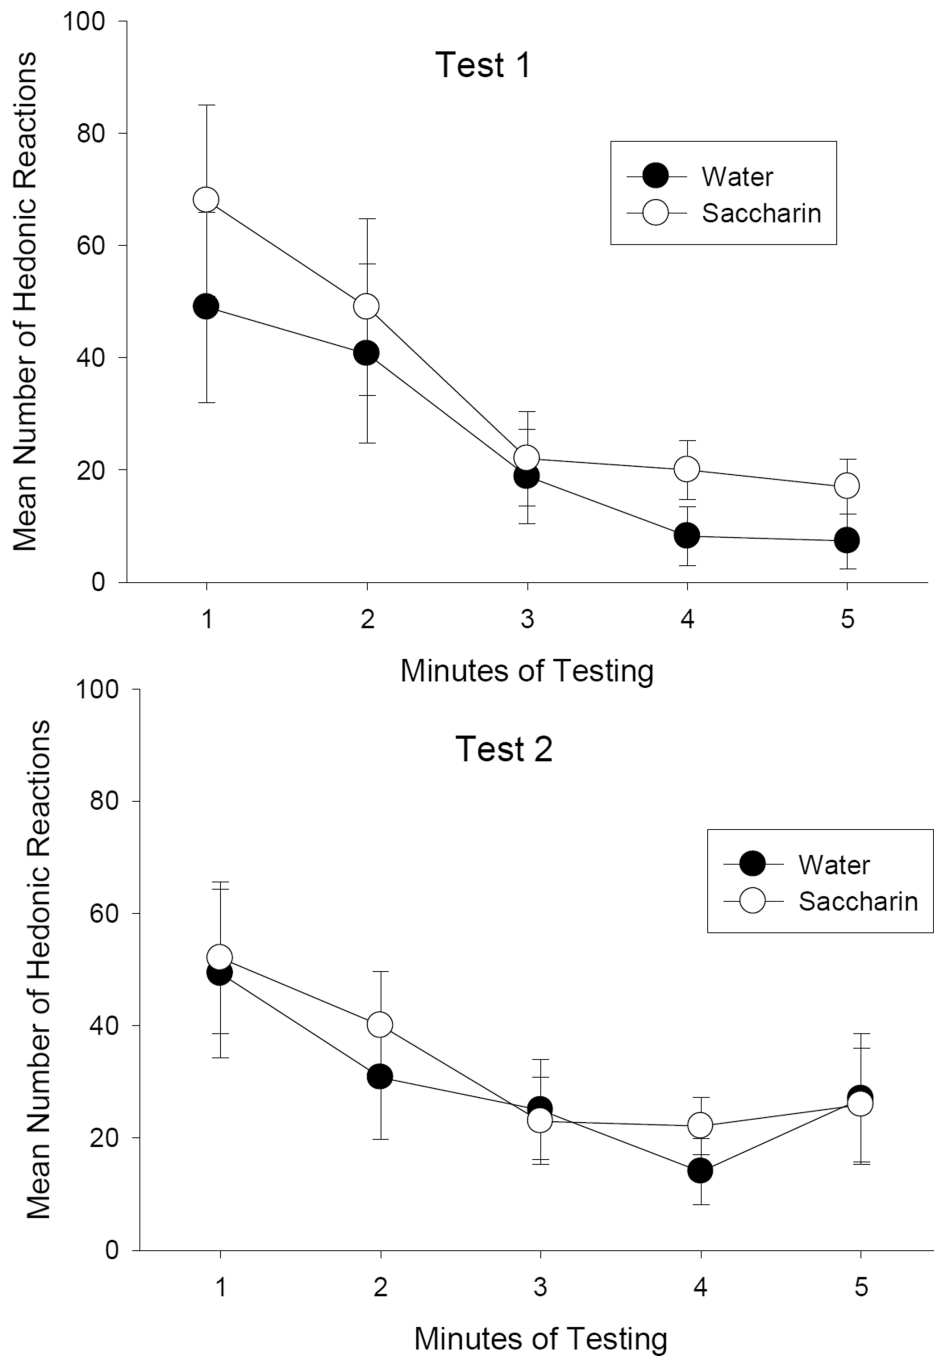 100
Test 1
80
Water
Saccharin
60
40
20
0
Mean Number of Hedonic Reactions
1 2 3 4 5
Minutes of Testing
100
Test 2
80
Water
Saccharin
60
40
20
0
Mean Number of Hedonic Reactions
1 2 3 4 5
Minutes of Testing